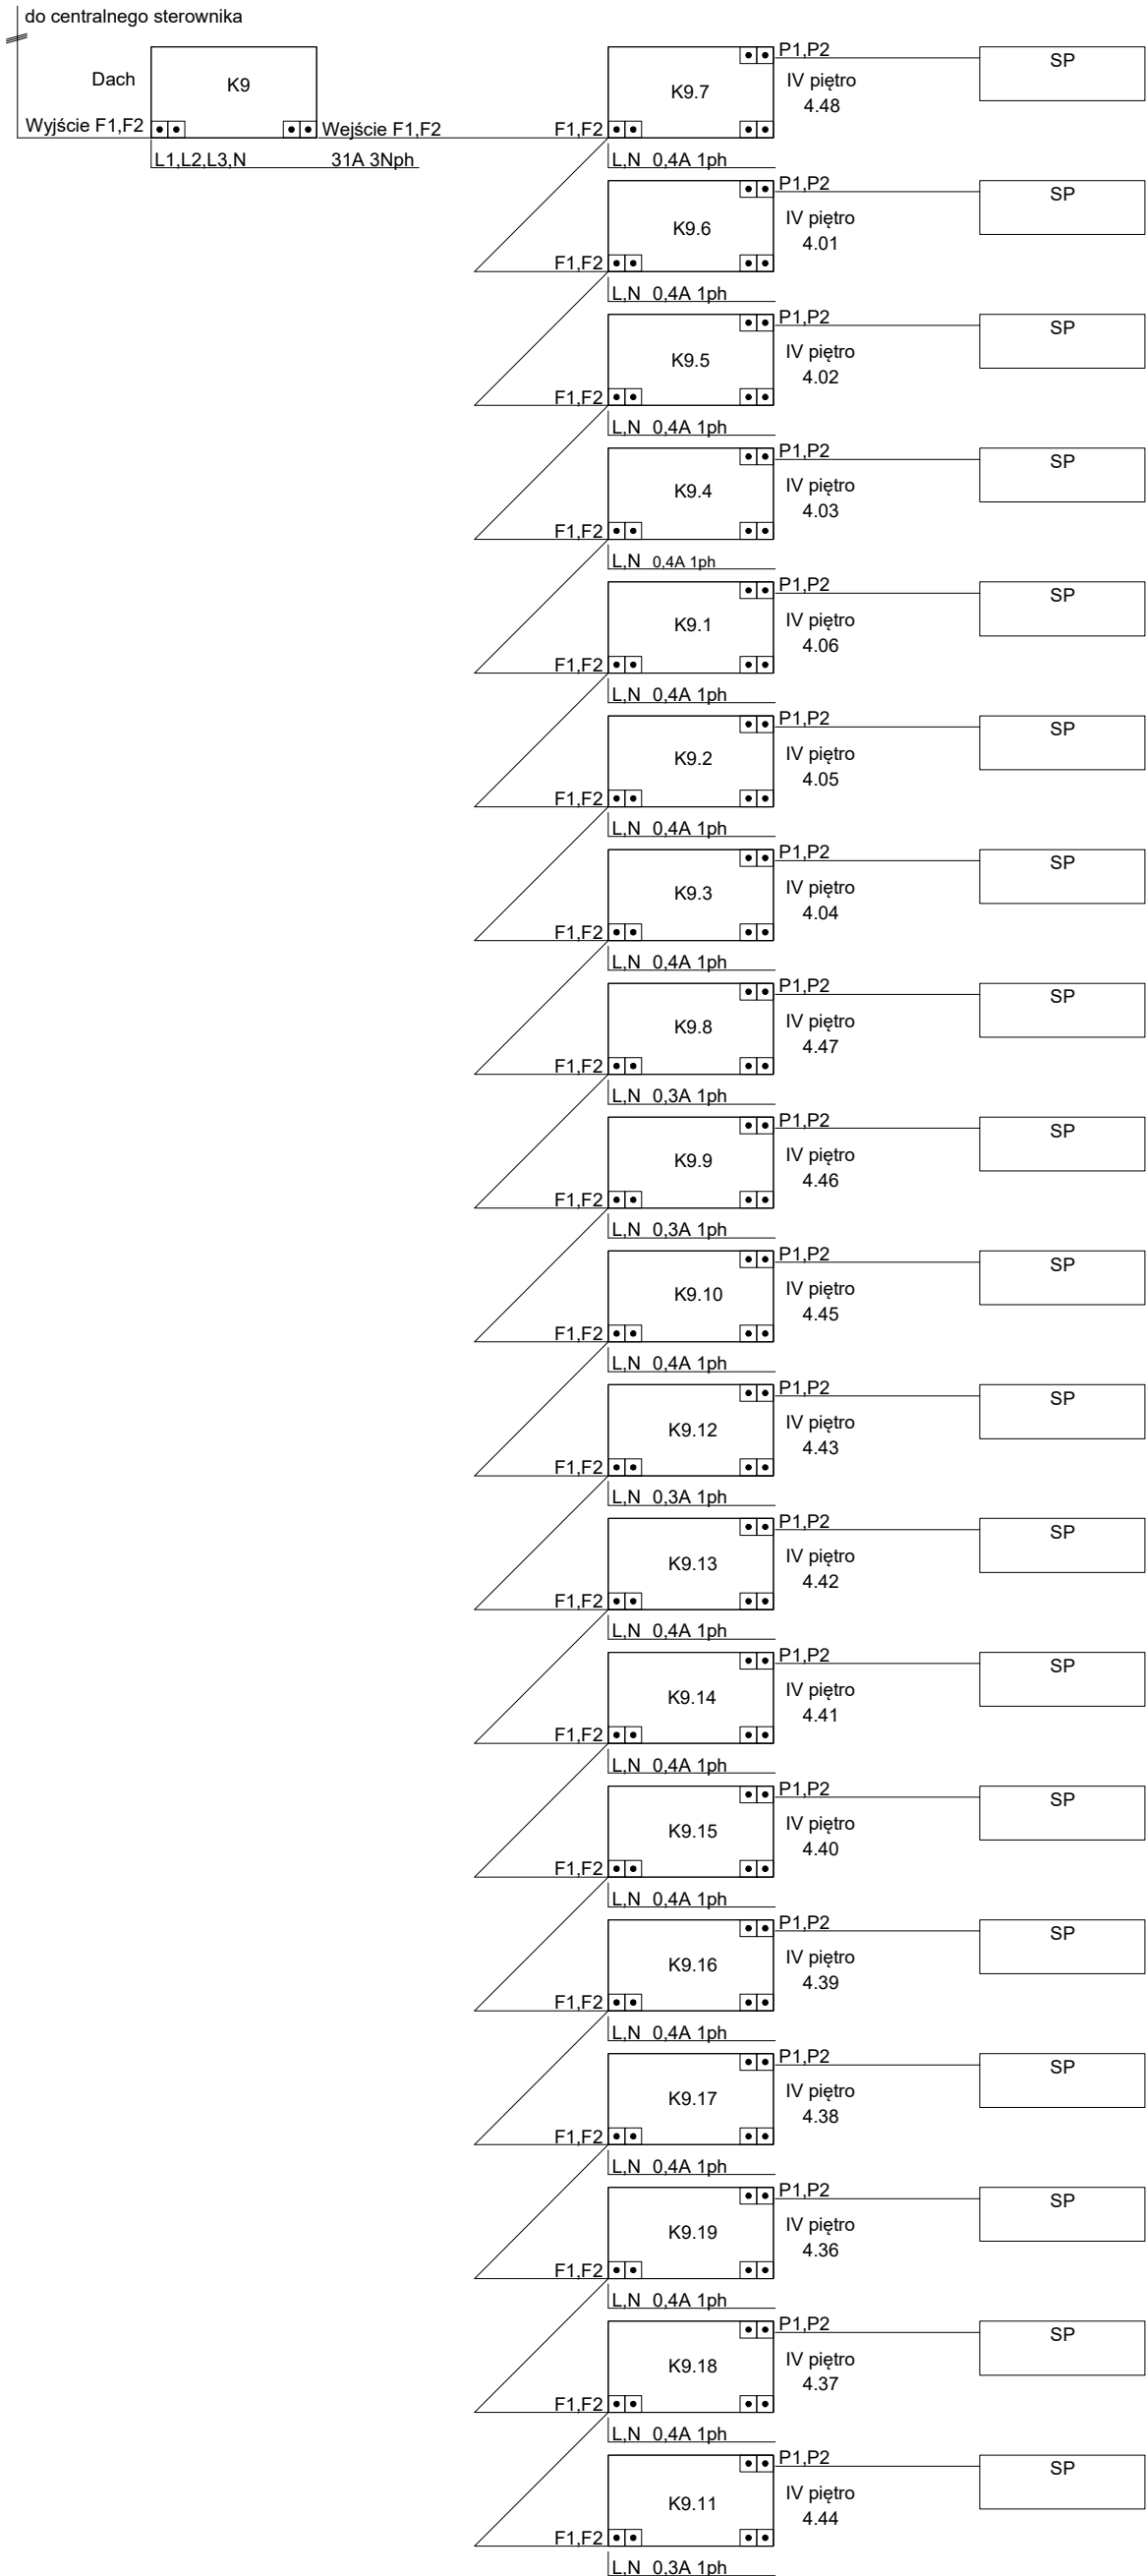 do centralnego sterownika
Dach
K9
Wyjście F1,F2
Wejście F1,F2
L1,L2,L3,N 31A 3Nph
K9.7
P1,P2
SP
IV piętro
4.48
F1,F2
L,N 0,4A 1ph
K9.6
P1,P2
SP
IV piętro
4.01
F1,F2
L,N 0,4A 1ph
K9.5
P1,P2
SP
IV piętro
4.02
F1,F2
L,N 0,4A 1ph
K9.4
P1,P2
SP
IV piętro
4.03
F1,F2
L,N 0,4A 1ph
K9.1
P1,P2
SP
IV piętro
4.06
F1,F2
L,N 0,4A 1ph
K9.2
P1,P2
SP
IV piętro
4.05
F1,F2
L,N 0,4A 1ph
K9.3
P1,P2
SP
IV piętro
4.04
F1,F2
L,N 0,4A 1ph
K9.8
P1,P2
SP
IV piętro
4.47
F1,F2
L,N 0,3A 1ph
K9.9
P1,P2
SP
IV piętro
4.46
F1,F2
L,N 0,3A 1ph
K9.10
P1,P2
SP
IV piętro
4.45
F1,F2
L,N 0,4A 1ph
K9.12
P1,P2
SP
IV piętro
4.43
F1,F2
L,N 0,3A 1ph
K9.13
P1,P2
SP
IV piętro
4.42
F1,F2
L,N 0,4A 1ph
K9.14
P1,P2
SP
IV piętro
4.41
F1,F2
L,N 0,4A 1ph
K9.15
P1,P2
SP
IV piętro
4.40
F1,F2
L,N 0,4A 1ph
K9.16
P1,P2
SP
IV piętro
4.39
F1,F2
L,N 0,4A 1ph
K9.17
P1,P2
SP
IV piętro
4.38
F1,F2
L,N 0,4A 1ph
K9.19
P1,P2
SP
IV piętro
4.36
F1,F2
L,N 0,4A 1ph
K9.18
P1,P2
SP
IV piętro
4.37
F1,F2
L,N 0,4A 1ph
K9.11
P1,P2
SP
IV piętro
4.44
F1,F2
L,N 0,3A 1ph